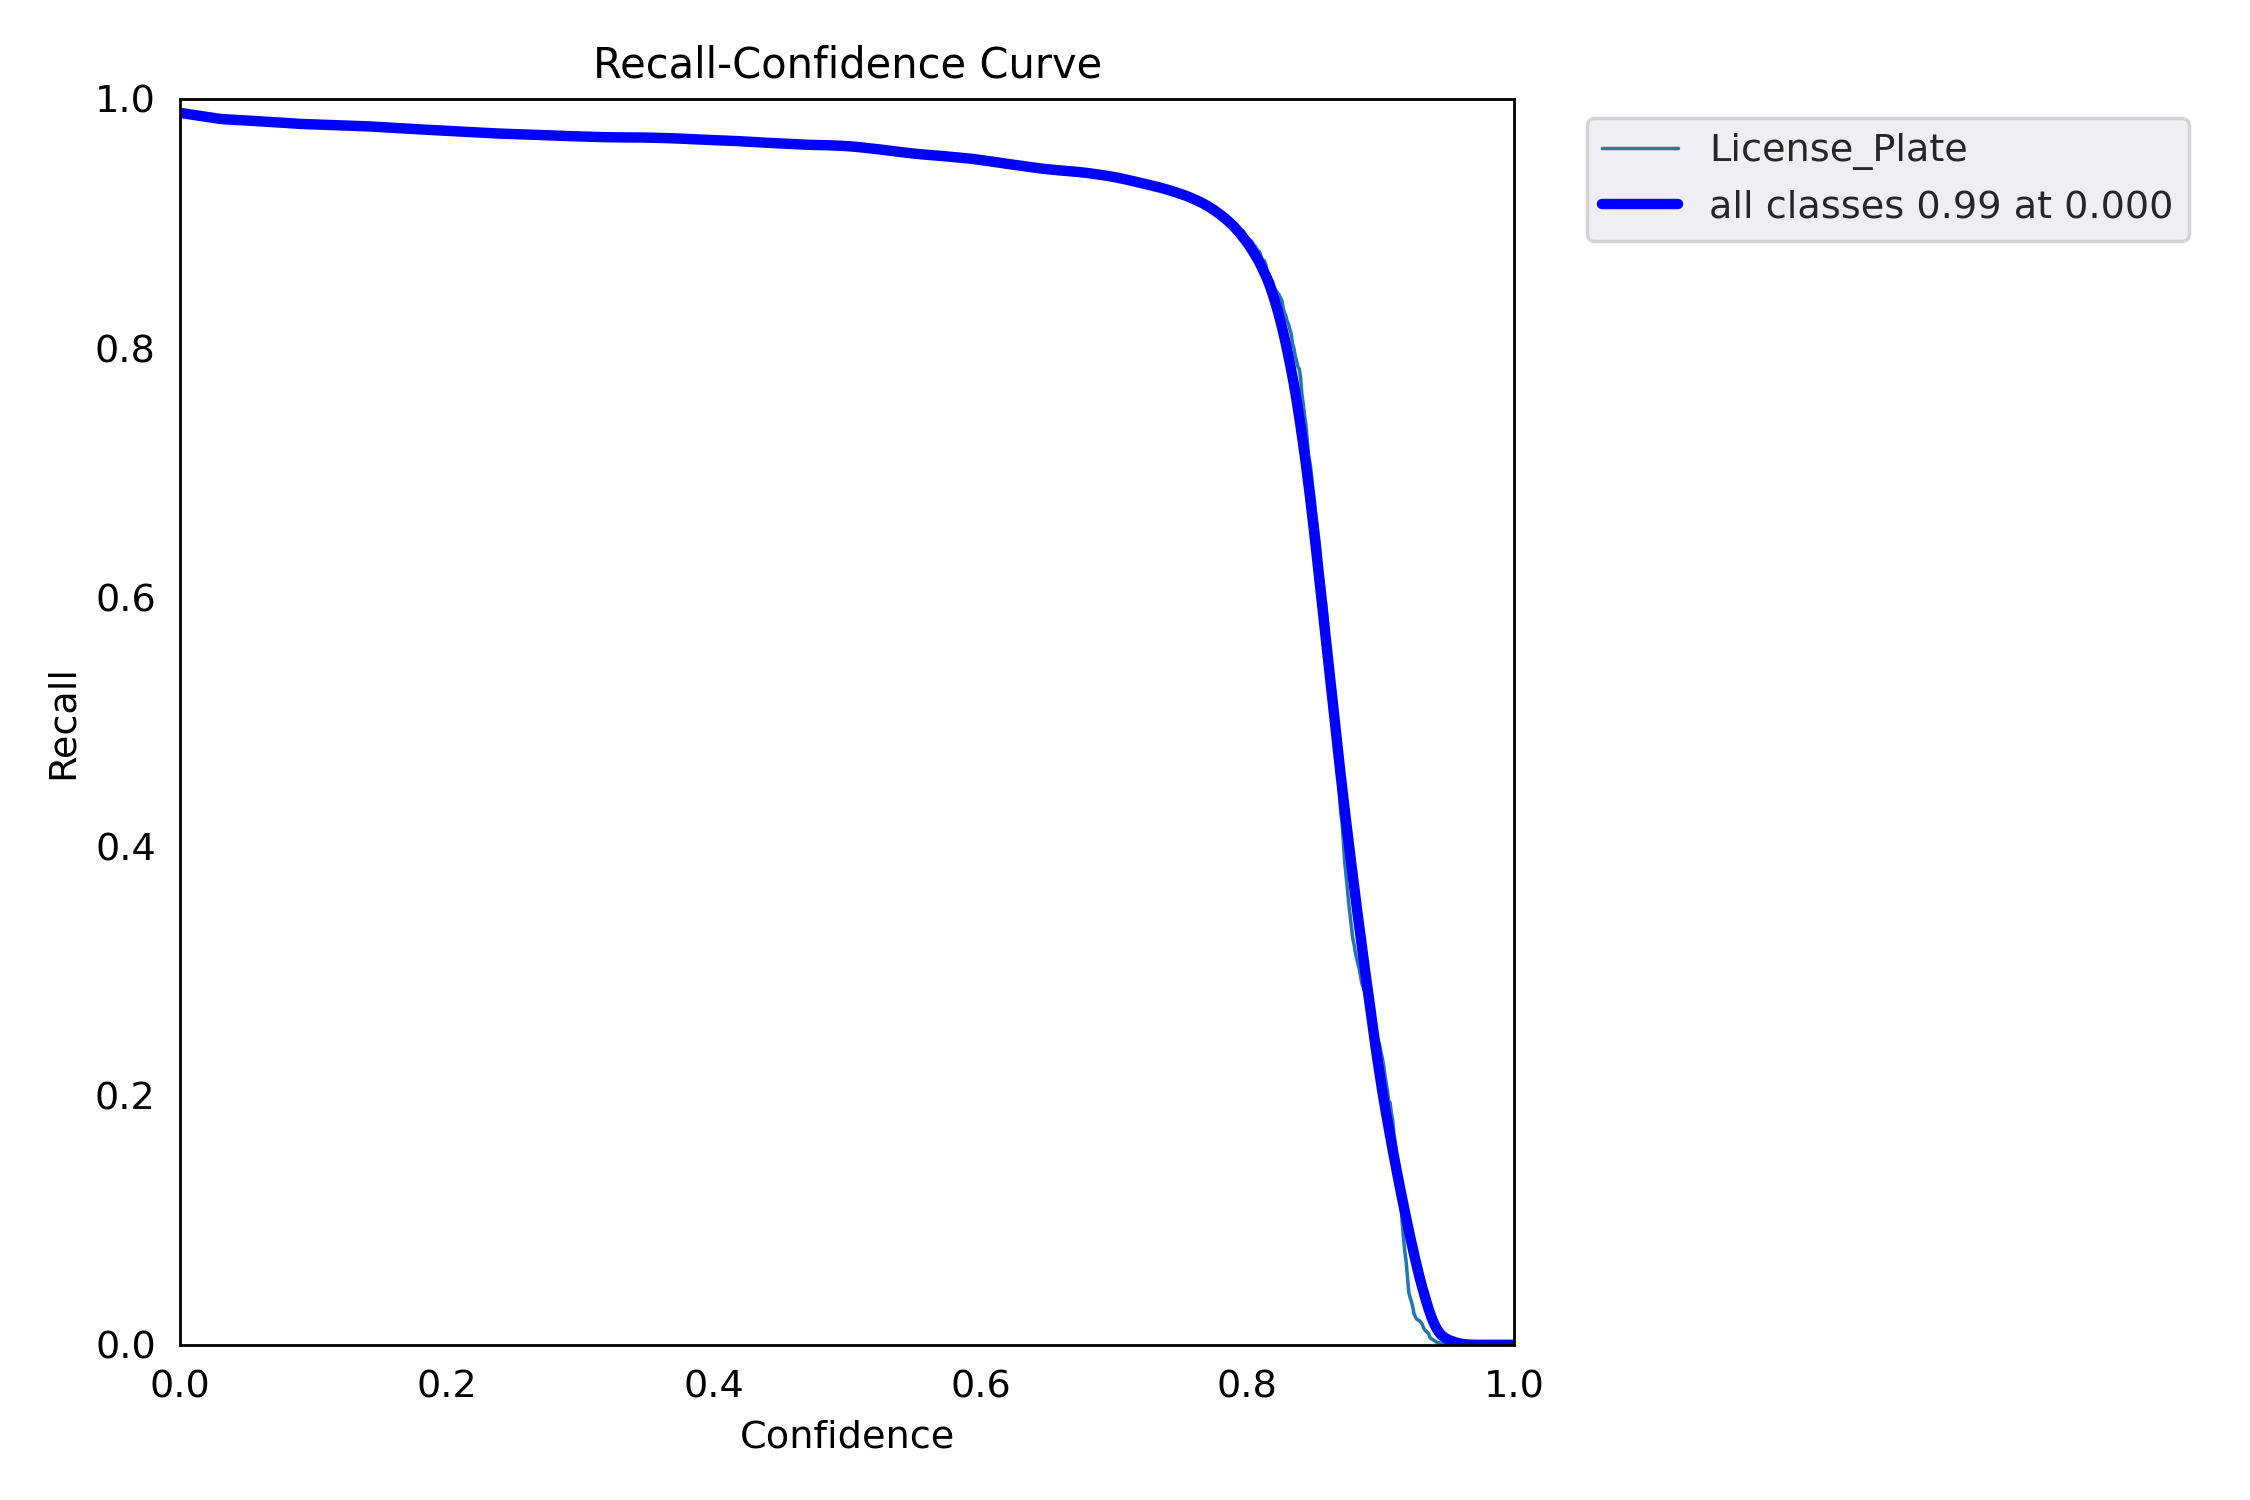 Recall-Confidence Curve
1.0
0.8
0.6
0.4
0.2
0.0
Recall
0.0 0.2 0.4 0.6 0.8 1.0
Confidence
License_Plate
all classes 0.99 at 0.000